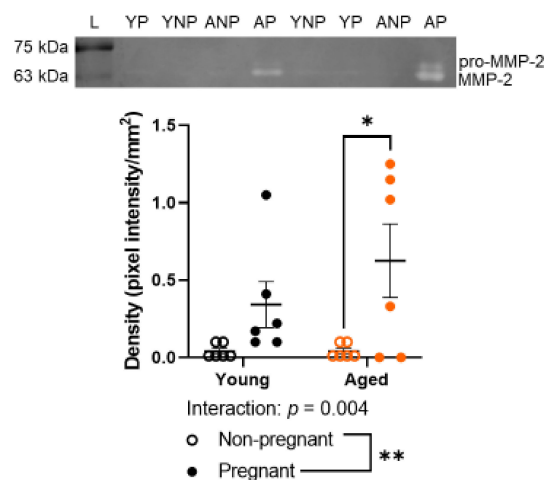 L YP YNP ANP AP YNP YP ANP AP
75 kDa
pro-MMP-2
63 kDa
MMP-2
*
1.5
1.0
0.5
0.0
Density (pixel intensity/mm²)
Young Aged
Interaction: p = 0.004
Non-pregnant
**
Pregnant